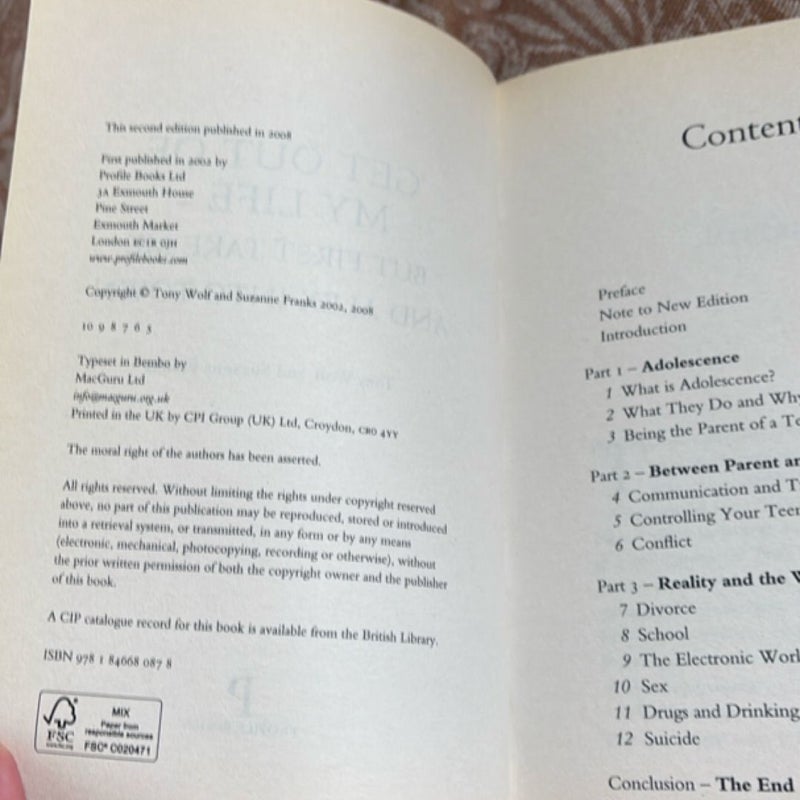 This second edition published in 2008
First published in 2002 by
Profile Books Ltd
3A Exmouth House
Pine Street
Exmouth Market
London EC1R 0JH
www.profilebooks.com
Copyright © Tony Wolf and Suzanne Franks 2002, 2008
10 9 8 7 6 5
Typeset in Bembo by
MacGuru Ltd
info@macguru.org.uk
Printed in the UK by CPI Group (UK) Ltd, Croydon, CR0 4YY
The moral right of the authors has been asserted.
All rights reserved. Without limiting the rights under copyright reserved
above, no part of this publication may be reproduced, stored or introduced
into a retrieval system, or transmitted, in any form or by any means
(electronic, mechanical, photocopying, recording or otherwise), without
the prior written permission of both the copyright owner and the publisher
of this book.
A CIP catalogue record for this book is available from the British Library.
ISBN 978 1 84668 087 8
FSC
MIX
Paper from
responsible sources
FSC® C020471
Content
Preface
Note to New Edition
Introduction
Part 1 – Adolescence
1 What is Adolescence?
2 What They Do and Why
3 Being the Parent of a Te
Part 2 – Between Parent an
4 Communication and T
5 Controlling Your Teen
6 Conflict
Part 3 – Reality and the W
7 Divorce
8 School
9 The Electronic Worl
10 Sex
11 Drugs and Drinking,
12 Suicide
Conclusion – The End